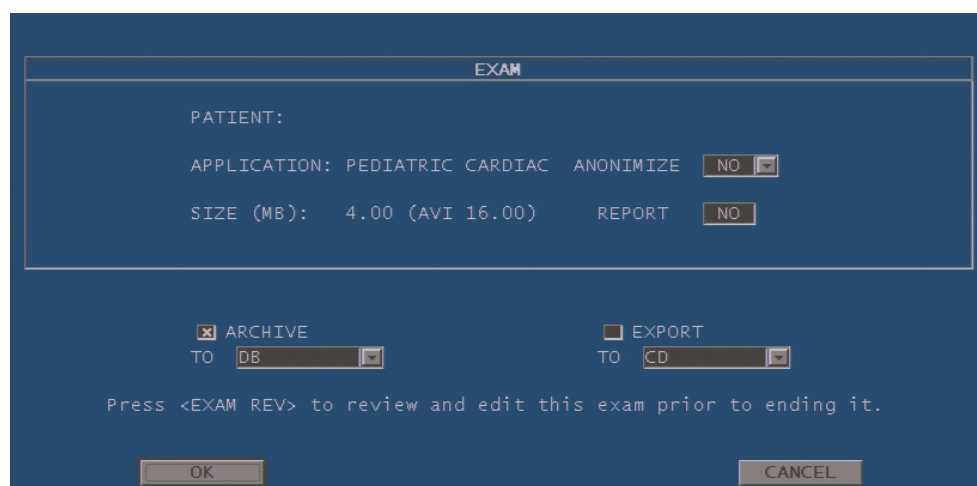 EXAM
PATIENT:
APPLICATION: PEDIATRIC CARDIAC ANONIMIZE NO
SIZE (MB): 4.00 (AVI 16.00) REPORT NO
ARCHIVE EXPORT
TO DB TO CD
Press <EXAM REV> to review and edit this exam prior to ending it.
OK CANCEL